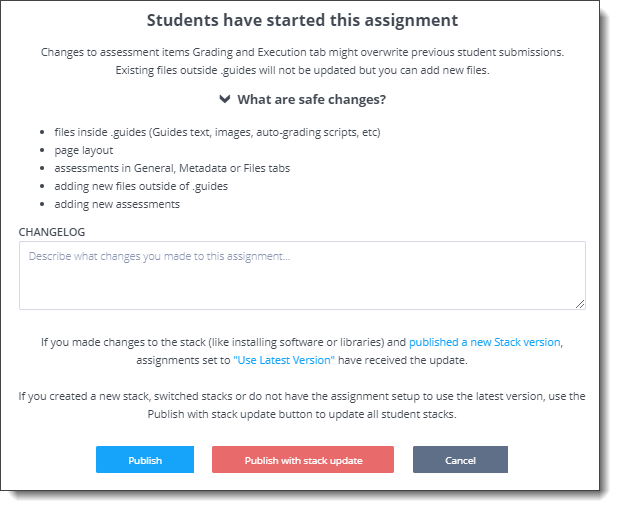 Students have started this assignment
Changes to assessment items Grading and Execution tab might overwrite previous student submissions.
Existing files outside .guides will not be updated but you can add new files.
What are safe changes?
files inside .guides (Guides text, images, auto-grading scripts, etc)
page layout
assessments in General, Metadata or Files tabs
adding new files outside of .guides
adding new assessments
CHANGELOG
Describe what changes you made to this assignment...
If you made changes to the stack (like installing software or libraries) and published a new Stack version,
assignments set to "Use Latest Version" have received the update.
If you created a new stack, switched stacks or do not have the assignment setup to use the latest version, use the
Publish with stack update button to update all student stacks.
Publish
Publish with stack update
Cancel